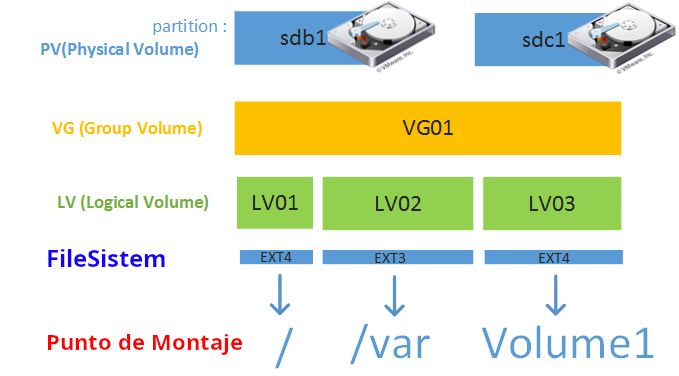 partition :
PV(Physical Volume)
sdb1
© VMware, Inc.
sdc1
© VMware, Inc.
VG (Group Volume)
VG01
LV (Logical Volume)
LV01
LV02
LV03
FileSistem
EXT4
EXT3
EXT4
Punto de Montaje
/
/var
Volume1